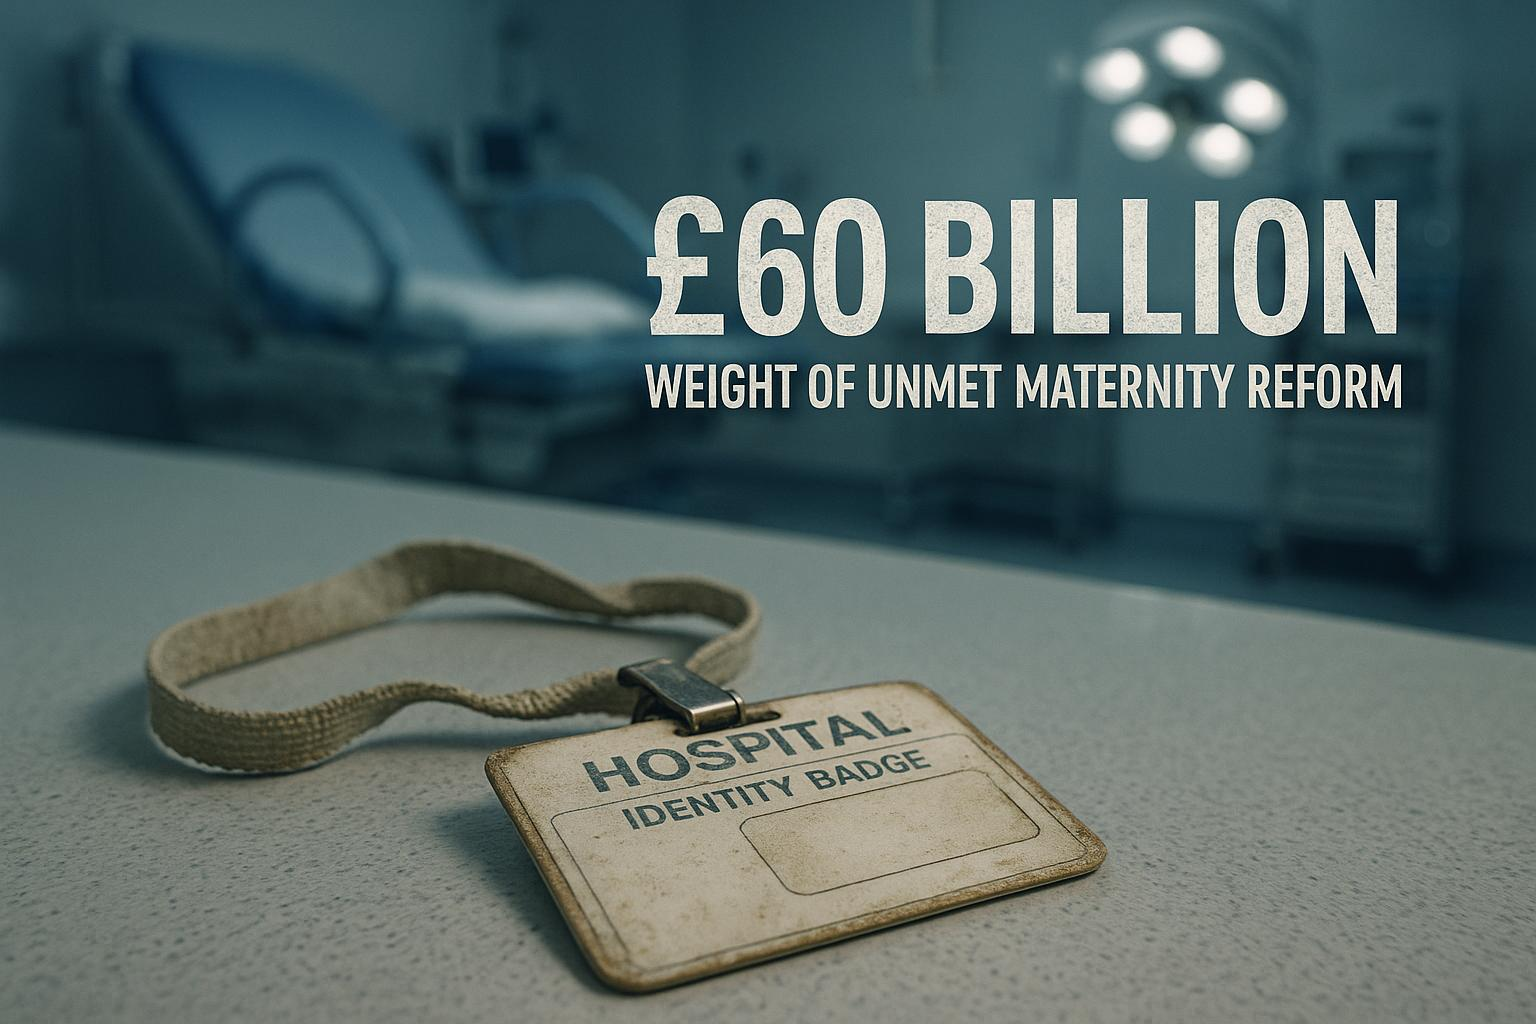 £60 BILLION
WEIGHT OF UNMET MATERNITY REFORM
HOSPITAL
IDENTITY BADGE